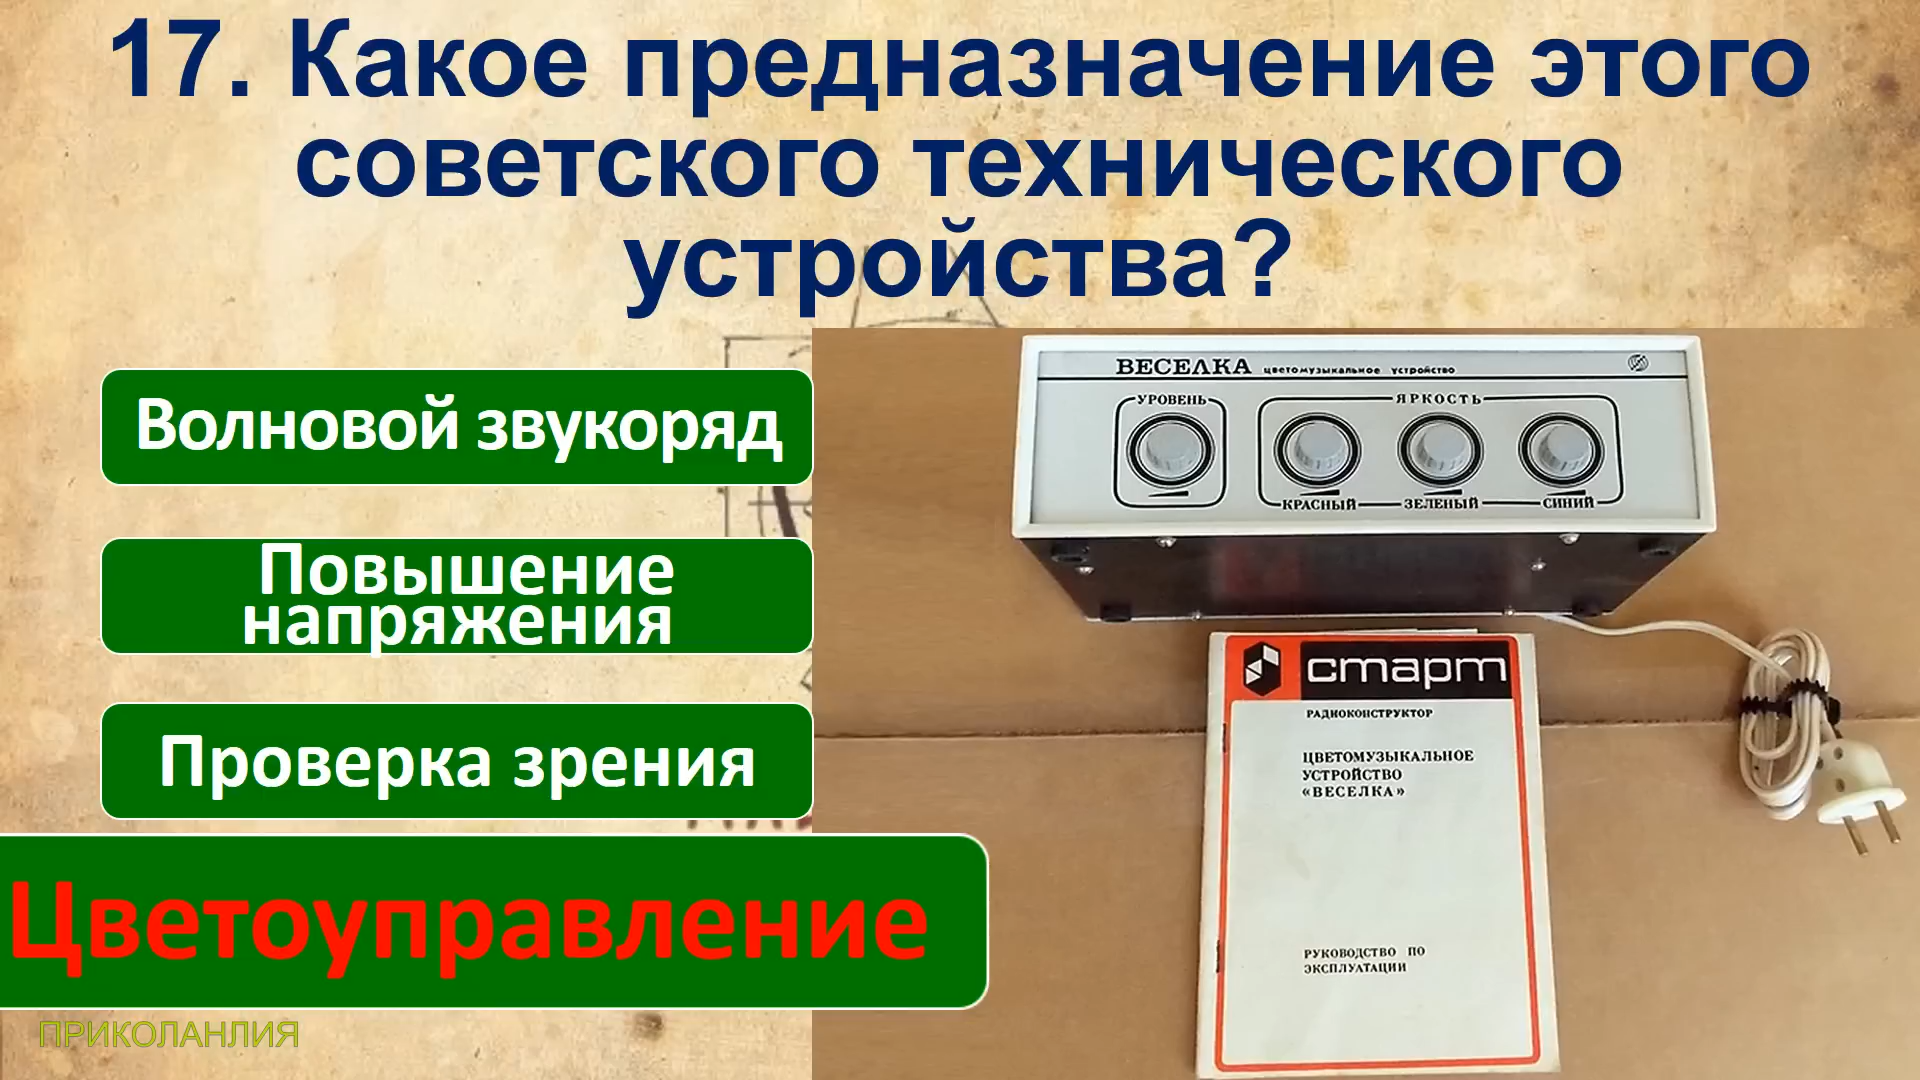 17. Какое предназначение этого
советского технического
устройства?
Волновой звукоряд
Повышение
напряжения
Проверка зрения
Цветоуправление
ПРИКОЛАНЛИЯ
ВЕСЕЛКА цветомузыкальное устройство
УРОВЕНЬ
ЯРКОСТЬ
КРАСНЫЙ ЗЕЛЕНЫЙ СИНИЙ
старт
РАДИОКОНСТРУКТОР
ЦВЕТОМУЗЫКАЛЬНОЕ
УСТРОЙСТВО
«ВЕСЕЛКА»
РУКОВОДСТВО ПО
ЭКСПЛУАТАЦИИ